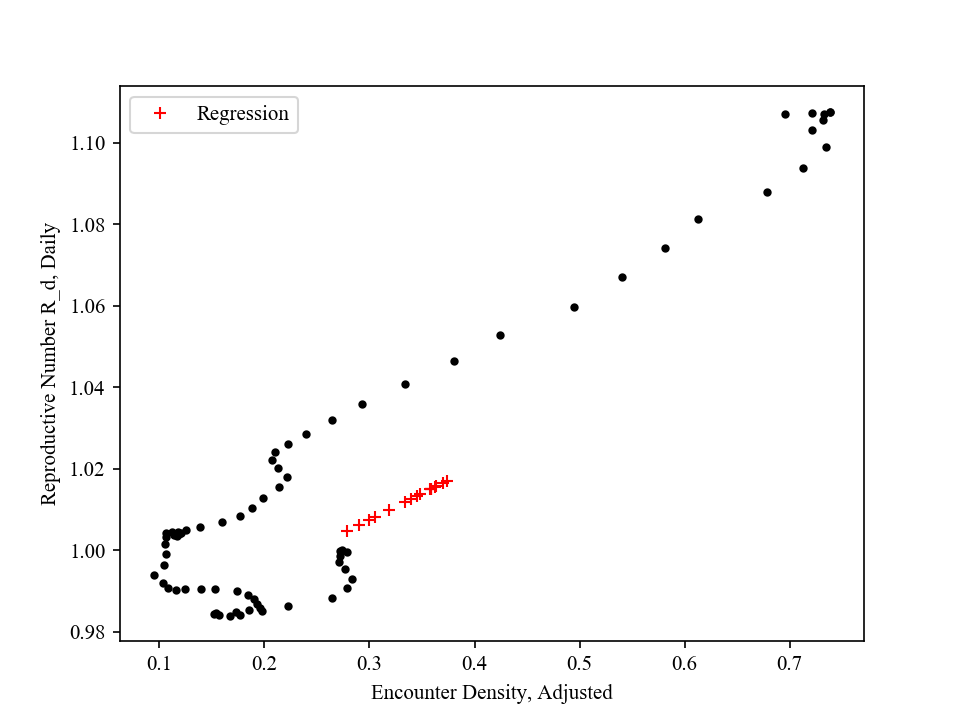 Regression
1.10
1.08
1.06
1.04
1.02
1.00
0.98
Reproductive Number R_d, Daily
0.1 0.2 0.3 0.4 0.5 0.6 0.7
Encounter Density, Adjusted